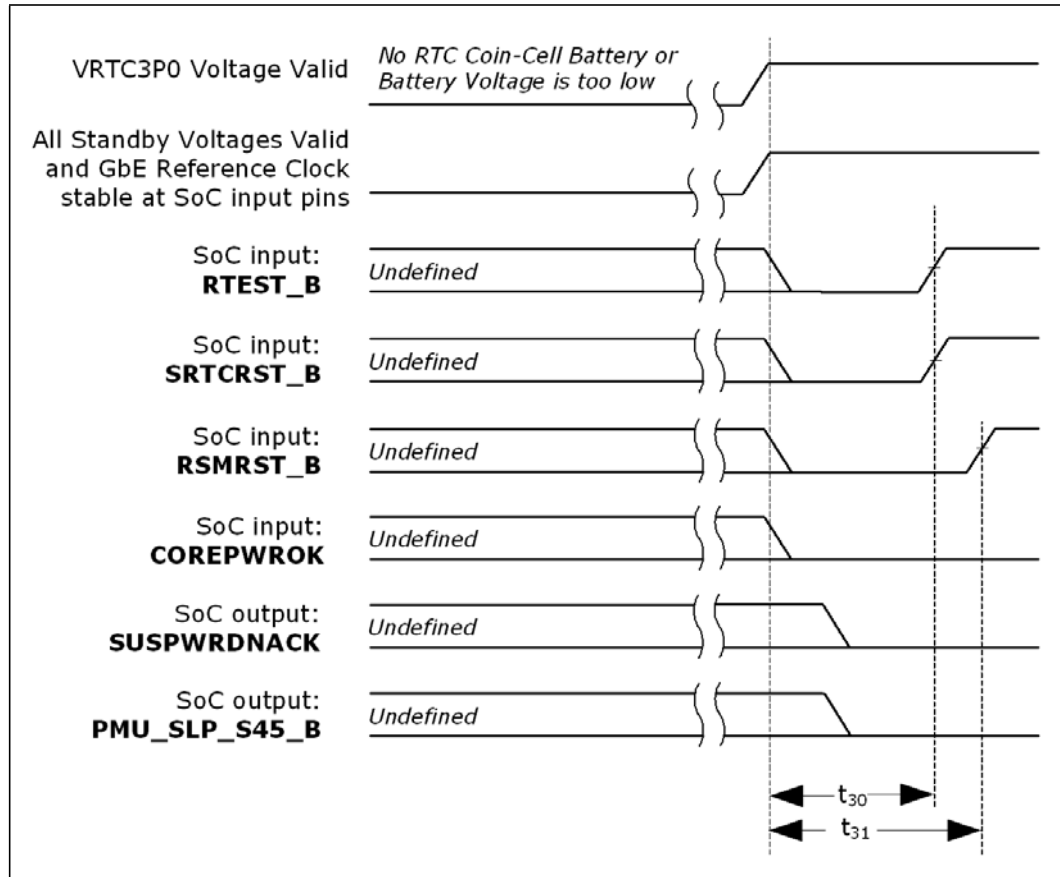 VRTC3P0 Voltage Valid
No RTC Coin-Cell Battery or
Battery Voltage is too low
All Standby Voltages Valid
and GbE Reference Clock
stable at SoC input pins
SoC input:
RTEST_B
Undefined
SoC input:
SRTCRST_B
Undefined
SoC input:
RSMRST_B
Undefined
SoC input:
COREPWROK
Undefined
SoC output:
SUSPWRDNACK
Undefined
SoC output:
PMU_SLP_S45_B
Undefined
t30
t31